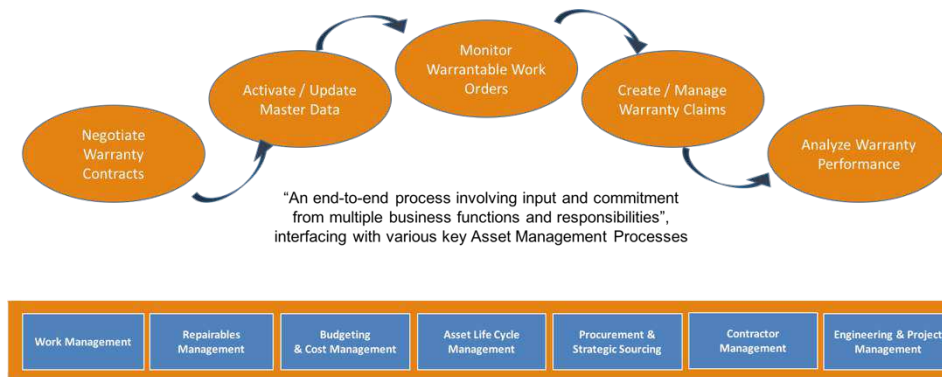 Negotiate
Warranty
Contracts
Activate / Update
Master Data
Monitor
Warrantable Work
Orders
Create / Manage
Warranty Claims
Analyze Warranty
Performance
“An end-to-end process involving input and commitment
from multiple business functions and responsibilities”,
interfacing with various key Asset Management Processes
Work Management
Repairables
Management
Budgeting
& Cost Management
Asset Life Cycle
Management
Procurement &
Strategic Sourcing
Contractor
Management
Engineering & Project
Management